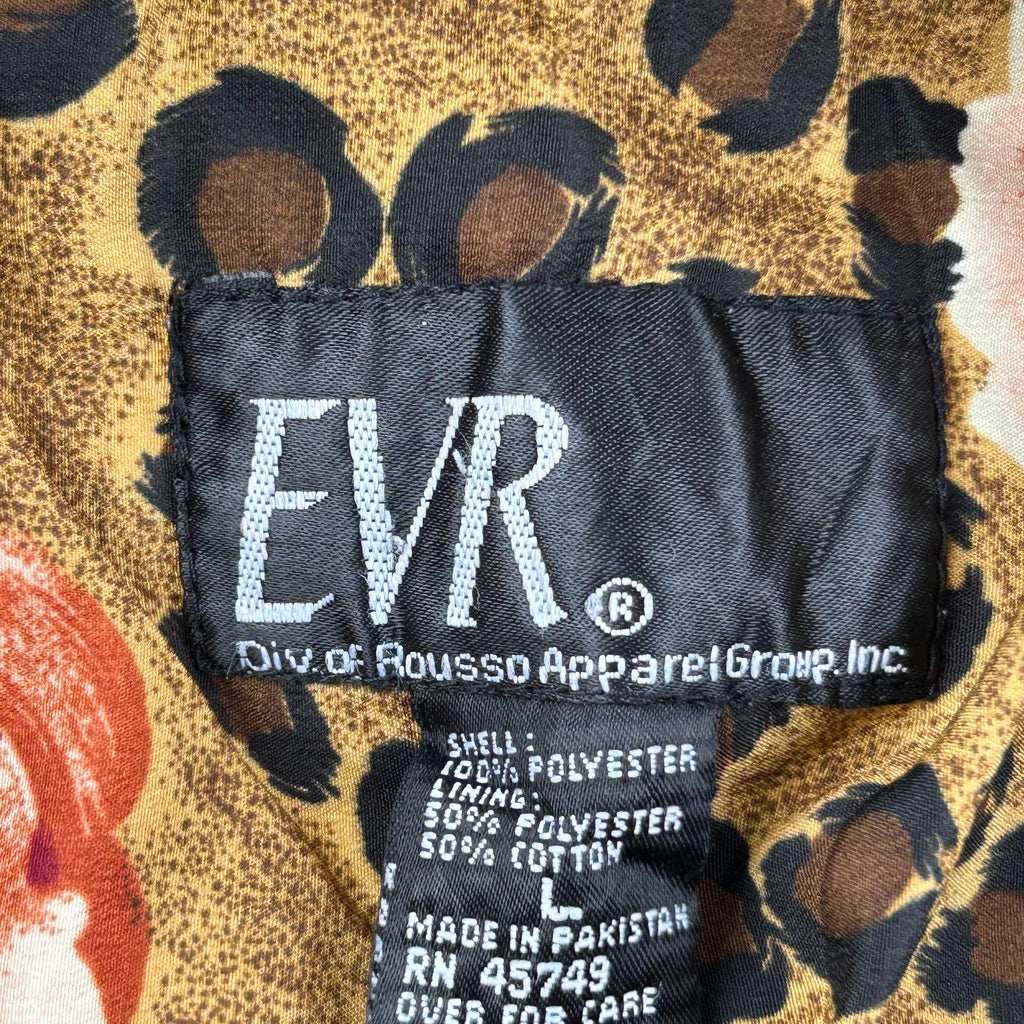 EVR®
Div. of Rousso Apparel Group, Inc.
SHELL:
100% POLYESTER
LINING:
50% POLYESTER
50% COTTON
L
MADE IN PAKISTAN
RN 45749
OVER FOR CARE